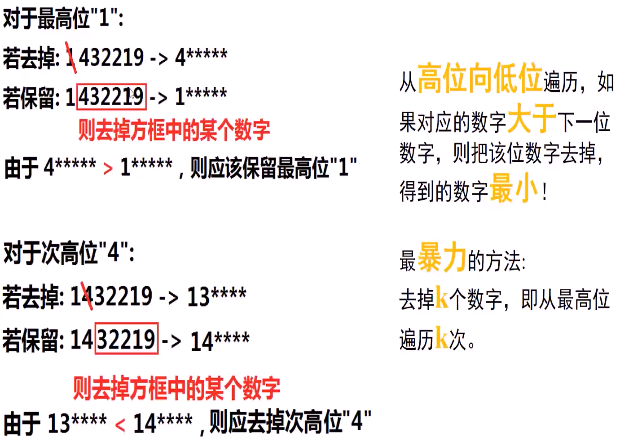 对于最高位"1":
若去掉: 1432219 -> 4*****
若保留: 1432219 -> 1*****
则去掉方框中的某个数字
由于 4***** > 1***** , 则应该保留最高位"1"
对于次高位"4":
若去掉: 1432219 -> 13****
若保留: 1432219 -> 14****
则去掉方框中的某个数字
由于 13**** < 14**** , 则应去掉次高位"4"
从高位向低位遍历，如
果对应的数字大于下一位
数字，则把该位数字去掉，
得到的数字最小！
最暴力的方法:
去掉k个数字，即从最高位
遍历k次。